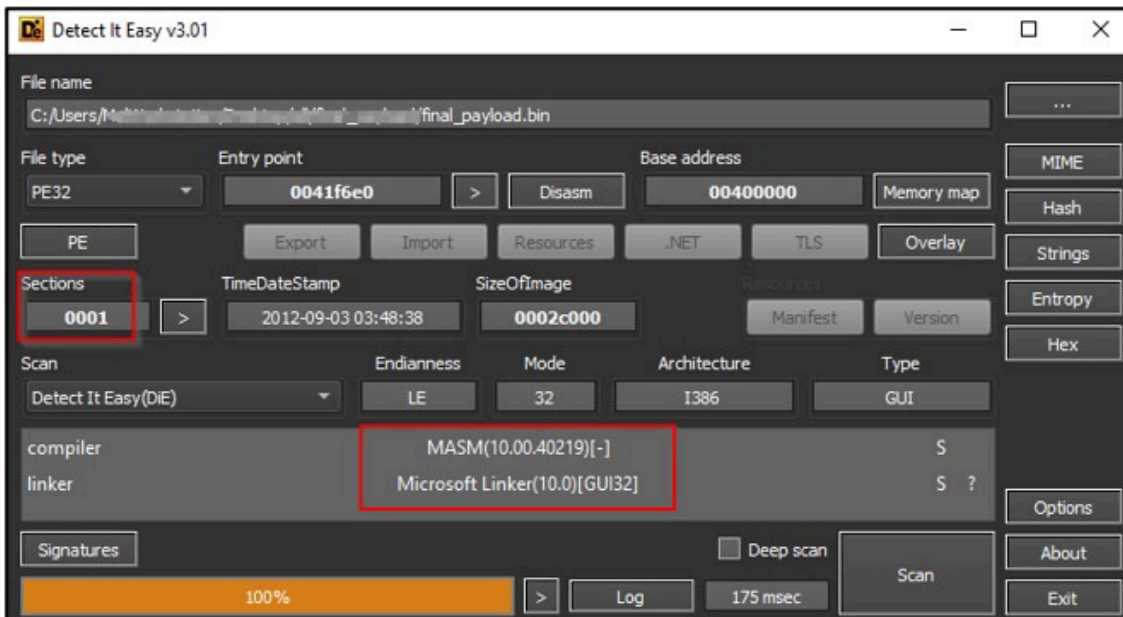 Detect It Easy v3.01
File name
C:/Users/ final_payload.bin
...
File type Entry point Base address MIME
PE32 0041f6e0 > Disasm 00400000 Memory map
Hash
PE Export Import Resources .NET TLS Overlay
Strings
Sections TimeDateStamp SizeOfImage Resources
Entropy
0001 > 2012-09-03 03:48:38 0002c000 Manifest Version
Hex
Scan Endianness Mode Architecture Type
Detect It Easy(DiE) LE 32 I386 GUI
compiler MASM(10.00.40219)[-] S
linker Microsoft Linker(10.0)[GUI32] S ?
Options
Signatures Deep scan About
Scan
100% > Log 175 msec Exit